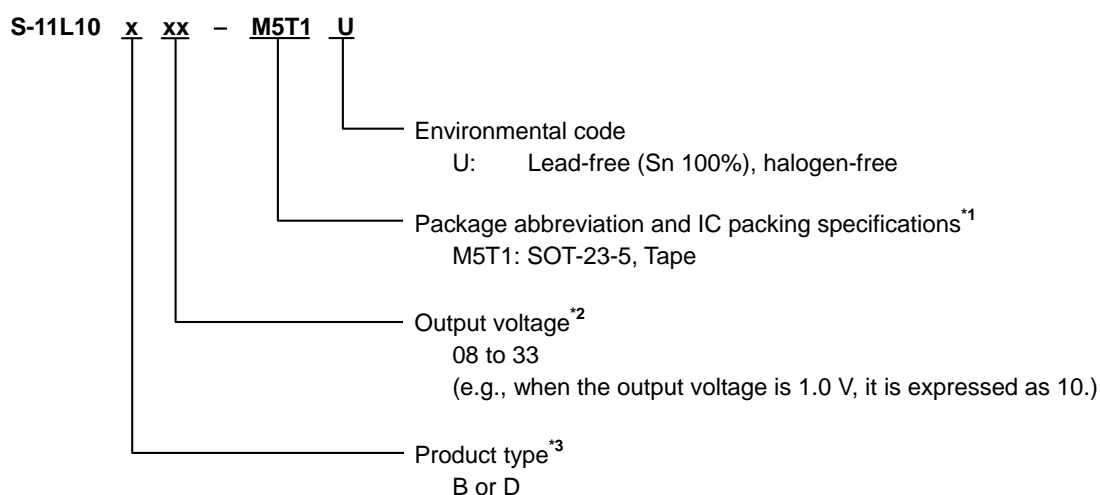 S-11L10 x xx – M5T1 U
Environmental code
U: Lead-free (Sn 100%), halogen-free
Package abbreviation and IC packing specifications*1
M5T1: SOT-23-5, Tape
Output voltage*2
08 to 33
(e.g., when the output voltage is 1.0 V, it is expressed as 10.)
Product type*3
B or D